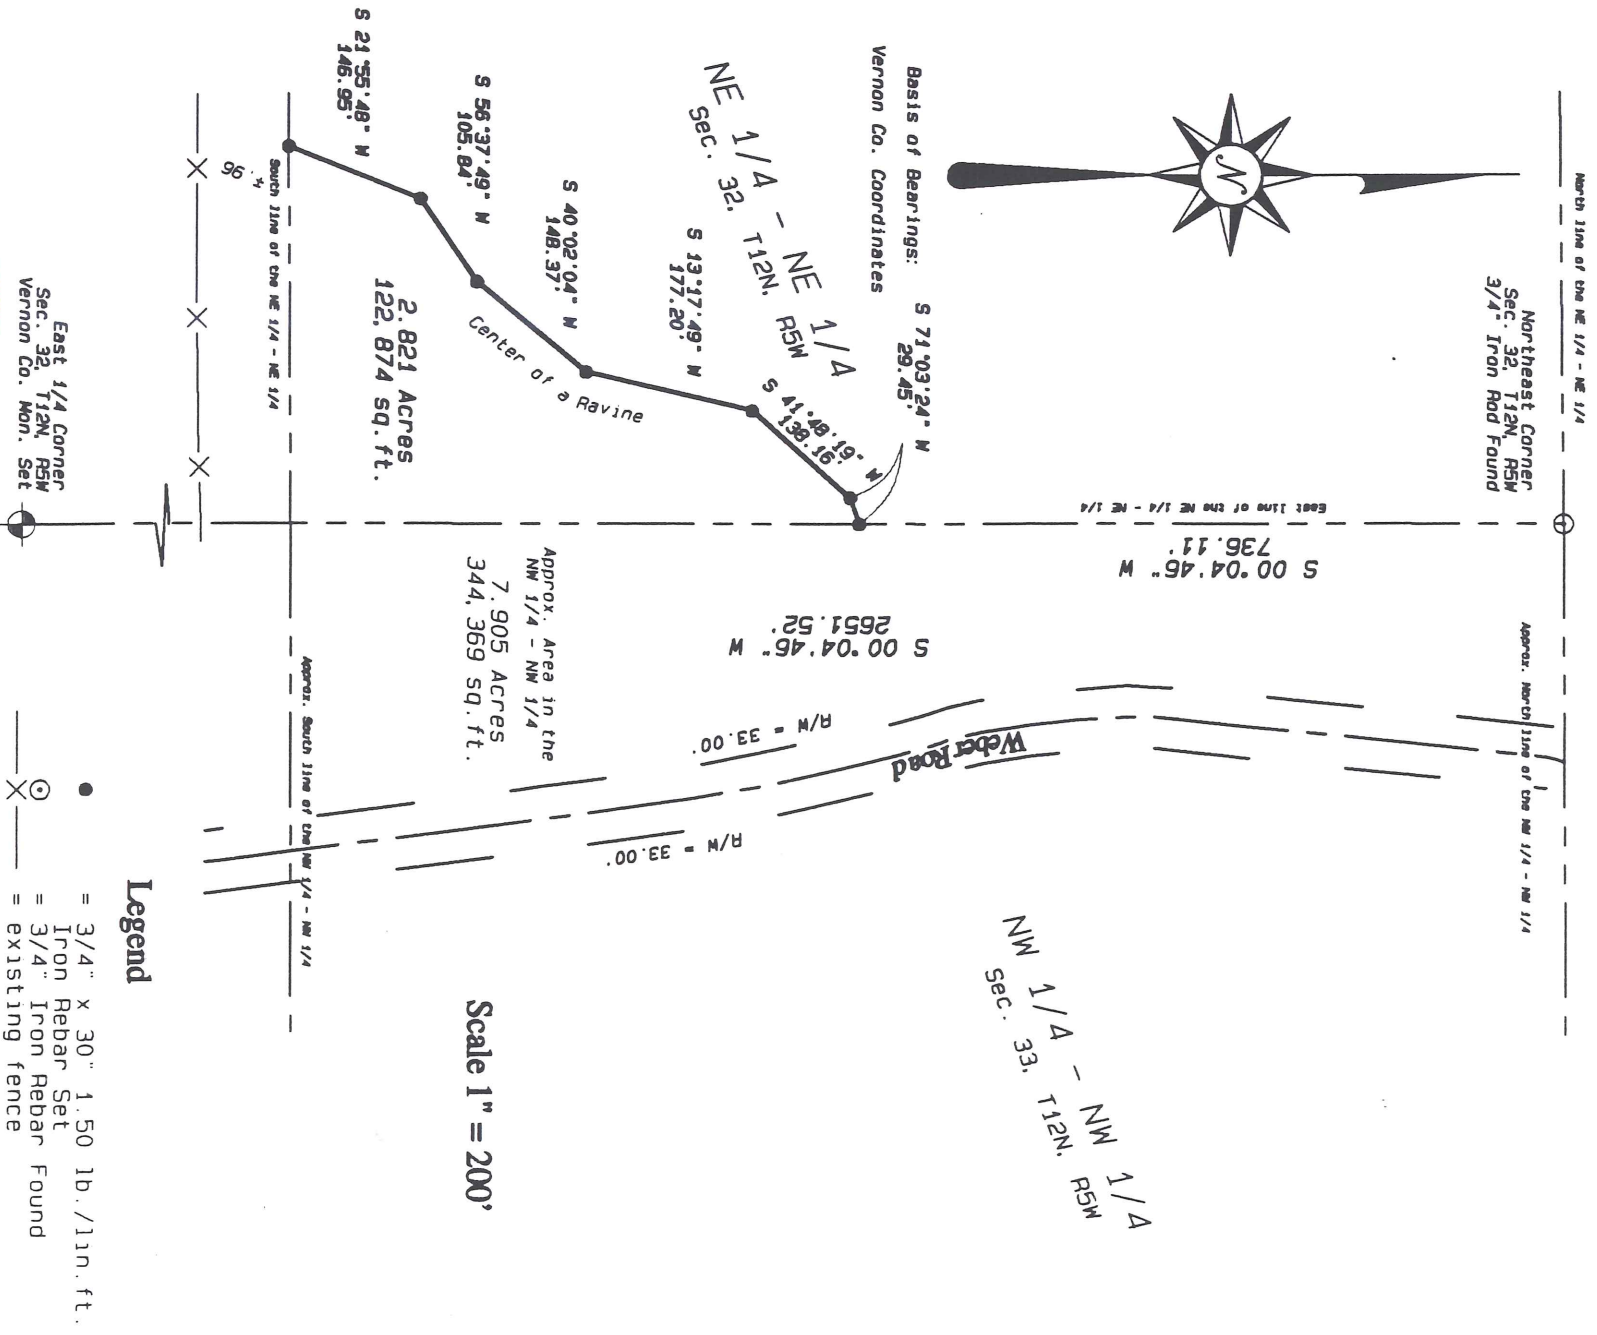 North line of the NE 1/4 - NE 1/4
Northeast Corner
Sec. 32, T12N, R5W
3/4" Iron Rod Found
N
Basis of Bearings:
Vernon Co. Coordinates
NE 1/4 - NE 1/4
Sec. 32, T12N, R5W
S 71°03'24" W
29.45'
S 41°48'19" W
138.16'
S 13°17'49" W
177.20'
S 40°02'04" W
148.37'
S 56°37'49" W
105.84'
S 21°55'48" W
146.95'
Center of a Ravine
2.821 Acres
122,874 sq.ft.
South line of the NE 1/4 - NE 1/4
96'±
East 1/4 Corner
Sec. 32, T12N, R5W
Vernon Co. Mon. Set
East line of the NE 1/4 - NE 1/4
S 00°04'46" W
736.11'
S 00°04'46" W
2651.52'
Approx. Area in the
NW 1/4 - NW 1/4
7.905 Acres
344,369 sq.ft.
Approx. North line of the NW 1/4 - NW 1/4
Weber Road
R/W = 33.00'
R/W = 33.00'
Approx. South line of the NW 1/4 - NW 1/4
NW 1/4 - NW 1/4
Sec. 33, T12N, R5W
Scale 1" = 200'
Legend
= 3/4" x 30" 1.50 lb./lin.ft.
Iron Rebar Set
= 3/4" Iron Rebar Found
= existing fence